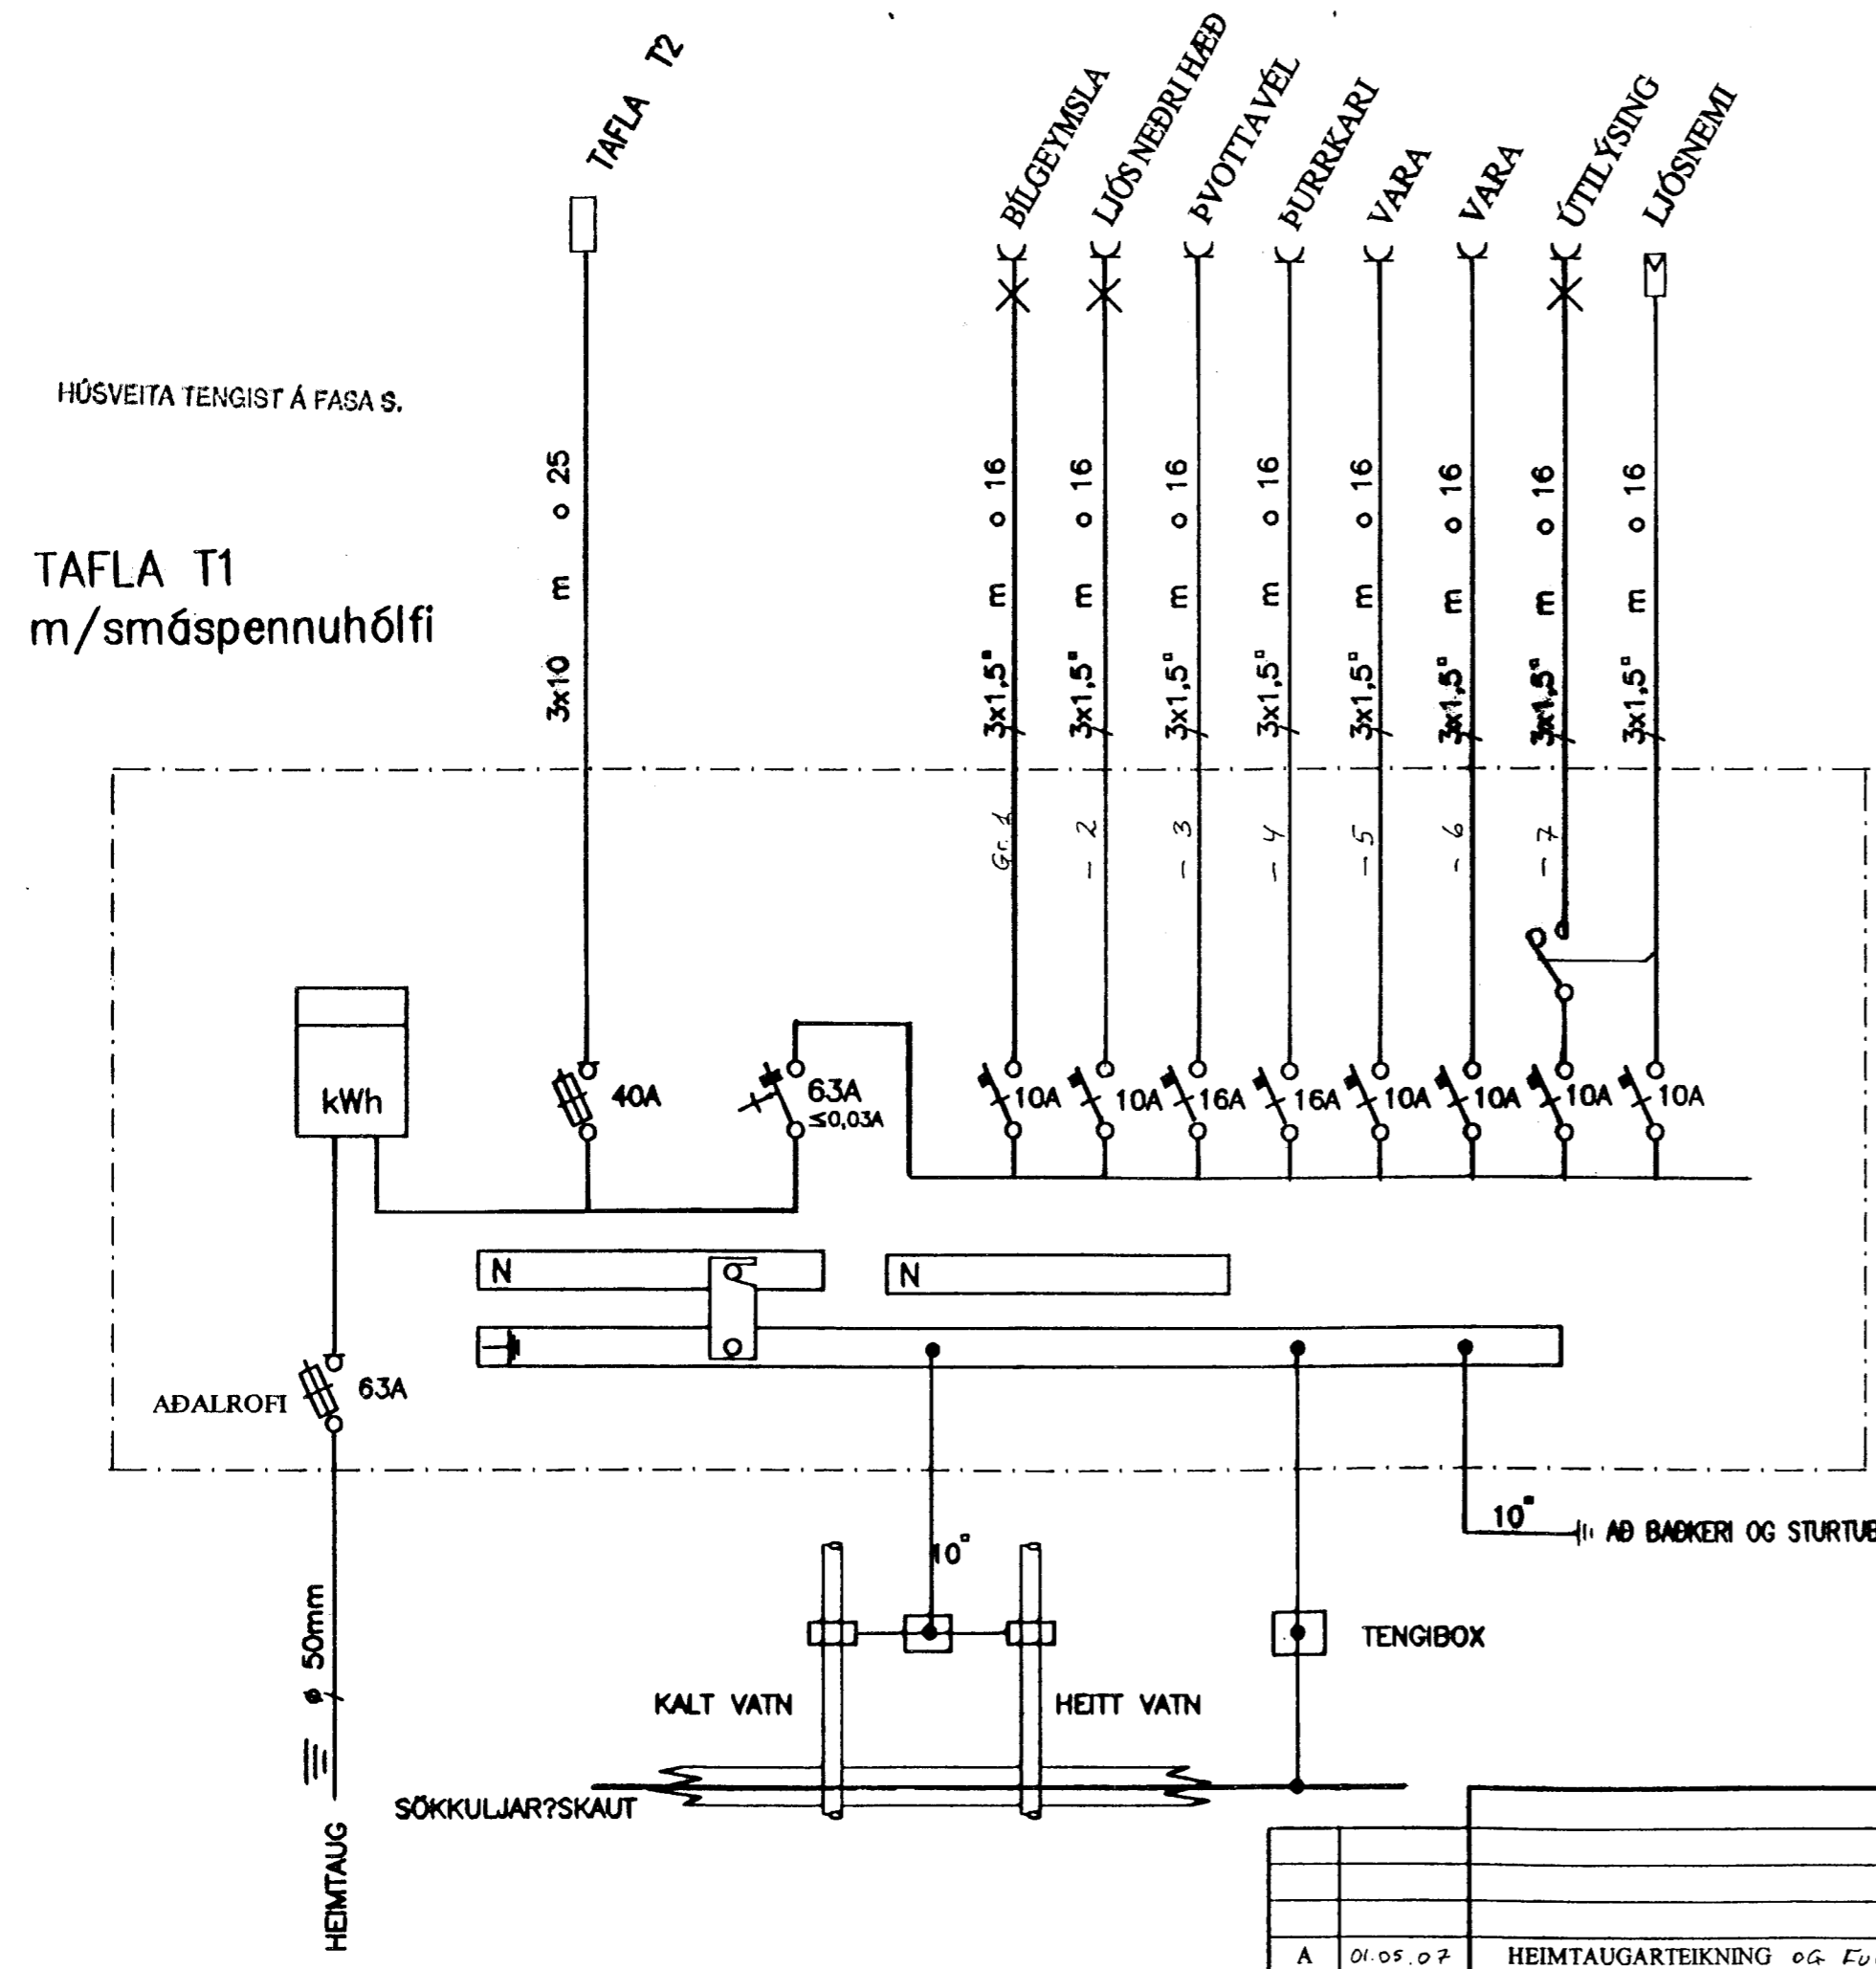 TAFLA T2
BÍLGEYMSLA
LJÓS NEÐRI HÆÐ
ÞVOTTAVÉL
ÞURRKARI
VARA
VARA
ÚTILÝSING
LJÓSNEMI
HÚSVEITA TENGIST Á FASA S.
TAFLA T1
m/smáspennuhólfi
3x10 m o 25
3x1,5▫ m o 16
3x1,5▫ m o 16
3x1,5▫ m o 16
3x1,5▫ m o 16
3x1,5▫ m o 16
3x1,5▫ m o 16
3x1,5▫ m o 16
3x1,5▫ m o 16
Gr. 1
- 2
- 3
- 4
- 5
- 6
- 7
kWh
40A
63A
≤0,03A
10A
10A
16A
16A
10A
10A
10A
10A
N
N
AÐALROFI
63A
10▫
10▫
AÐ BAÐKERI OG
ø 50mm
TENGIBOX
KALT VATN
HEITT VATN
SÖKKULJAR?SKAUT
HEIMTAUG
A 01.05.07 HEIMTAUGARTEIKNING OG